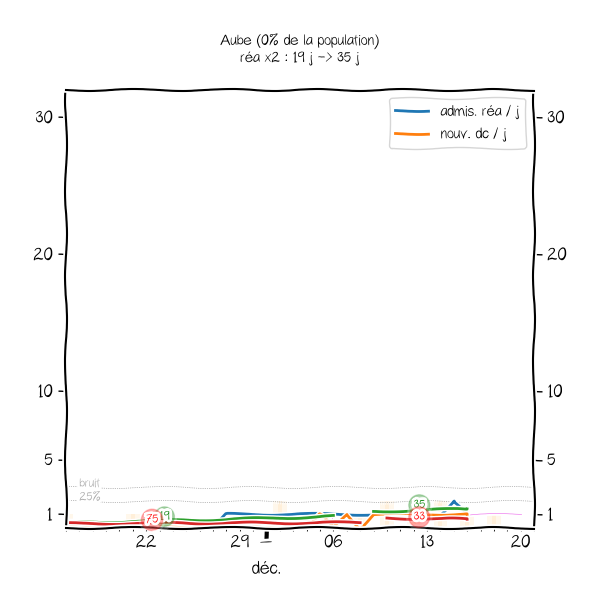 Aube (0% de la population)
réa x2 : 19 j -> 35 j
admis. réa / j
nouv. dc / j
30 30
20 20
10 10
5 5
bruit
25%
1 1
75 19 35
33
22 29 06 13 20
déc.